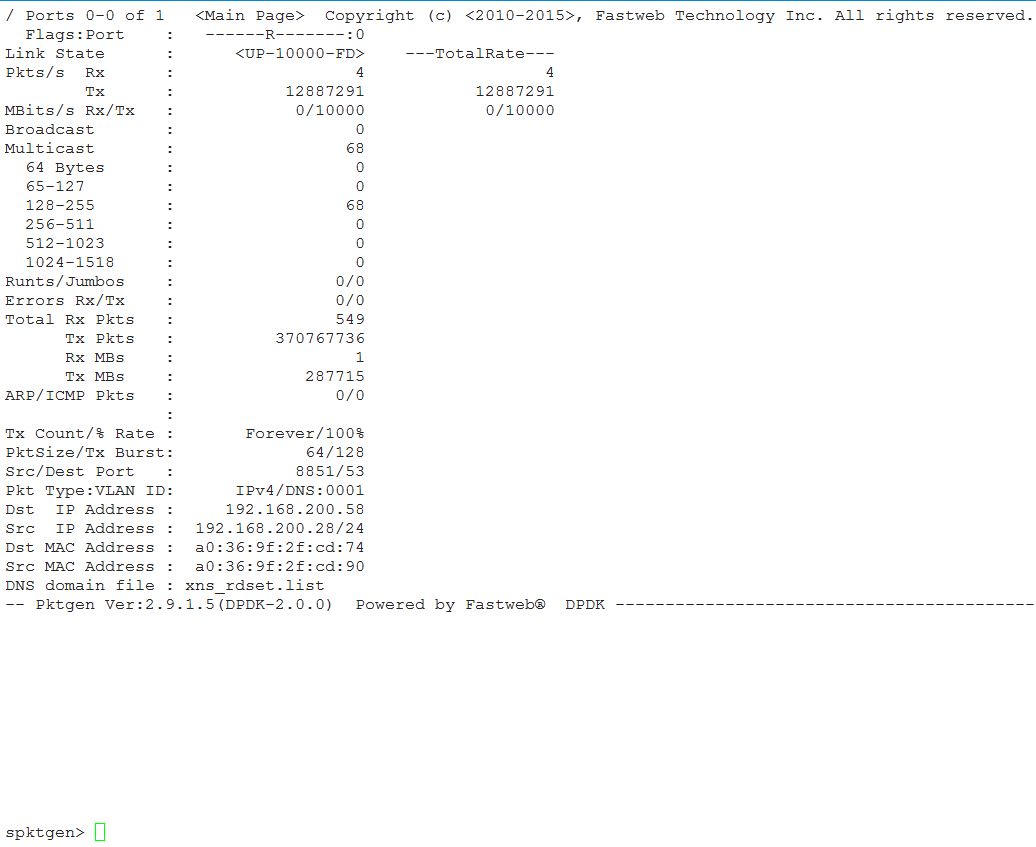 / Ports 0-0 of 1   <Main Page>  Copyright (c) <2010-2015>, Fastweb Technology Inc. All rights reserved.
  Flags:Port    :   ------R-------:0
Link State      :      <UP-10000-FD>    ---TotalRate---
Pkts/s  Rx      :                  4                  4
        Tx      :           12887291           12887291
MBits/s Rx/Tx   :            0/10000            0/10000
Broadcast       :                  0
Multicast       :                 68
  64 Bytes      :                  0
  65-127        :                  0
  128-255       :                 68
  256-511       :                  0
  512-1023      :                  0
  1024-1518     :                  0
Runts/Jumbos    :                0/0
Errors Rx/Tx    :                0/0
Total Rx Pkts   :                549
      Tx Pkts   :          370767736
      Rx MBs    :                  1
      Tx MBs    :             287715
ARP/ICMP Pkts   :                0/0
                :
Tx Count/% Rate :       Forever/100%
PktSize/Tx Burst:             64/128
Src/Dest Port   :            8851/53
Pkt Type:VLAN ID:      IPv4/DNS:0001
Dst  IP Address :     192.168.200.58
Src  IP Address :  192.168.200.28/24
Dst MAC Address :  a0:36:9f:2f:cd:74
Src MAC Address :  a0:36:9f:2f:cd:90
DNS domain file : xns_rdset.list
-- Pktgen Ver:2.9.1.5(DPDK-2.0.0)  Powered by Fastweb®  DPDK ------------------------------------------
spktgen>